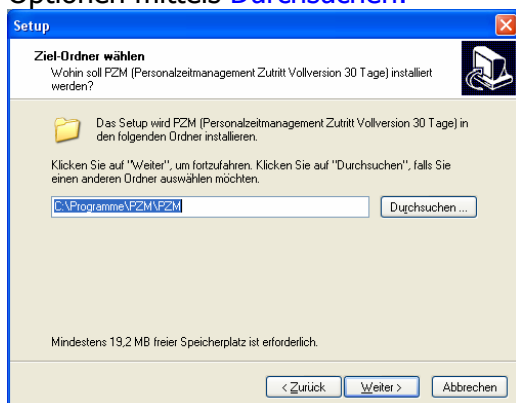 Optionen mittels Durchsuchen.
Setup
Ziel-Ordner wählen
Wohin soll PZM (Personalzeitmanagement Zutritt Vollversion 30 Tage) installiert
werden?
Das Setup wird PZM (Personalzeitmanagement Zutritt Vollversion 30 Tage) in
den folgenden Ordner installieren.
Klicken Sie auf "Weiter", um fortzufahren. Klicken Sie auf "Durchsuchen", falls Sie
einen anderen Ordner auswählen möchten.
C:\Programme\PZM\PZM
Durchsuchen ...
Mindestens 19,2 MB freier Speicherplatz ist erforderlich.
< Zurück
Weiter >
Abbrechen